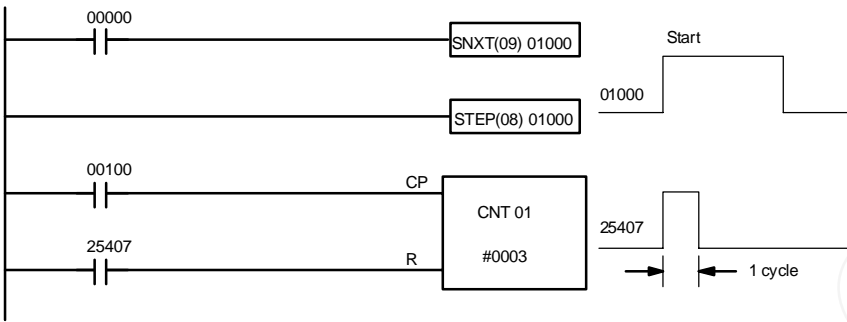 00000
SNXT(09) 01000
Start
01000
STEP(08) 01000
00100
CP
CNT 01
#0003
25407
R
25407
1 cycle